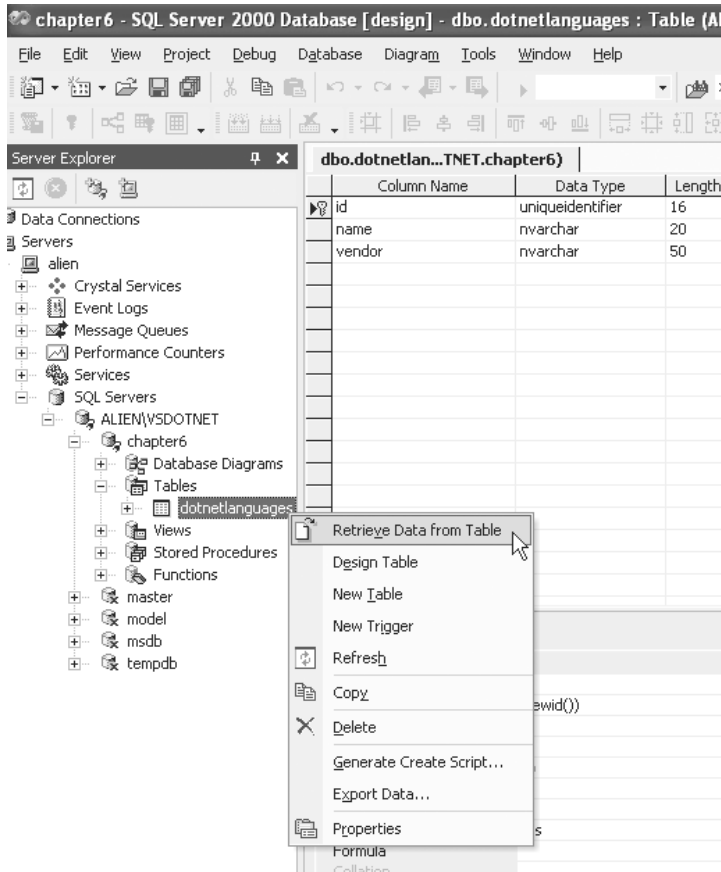 chapter6 - SQL Server 2000 Database [design] - dbo.dotnetlanguages : Table (Al
File Edit View Project Debug Database Diagram Tools Window Help
Server Explorer
dbo.dotnetlan...TNET.chapter6)
Column Name Data Type Length
id uniqueidentifier 16
name nvarchar 20
vendor nvarchar 50
Data Connections
Servers
alien
Crystal Services
Event Logs
Message Queues
Performance Counters
Services
SQL Servers
ALIEN\VSDOTNET
chapter6
Database Diagrams
Tables
dotnetlanguages
Views
Stored Procedures
Functions
master
model
msdb
tempdb
Retrieve Data from Table
Design Table
New Table
New Trigger
Refresh
Copy
Delete
Generate Create Script...
Export Data...
Properties
ewid())
s
Formula
Collation